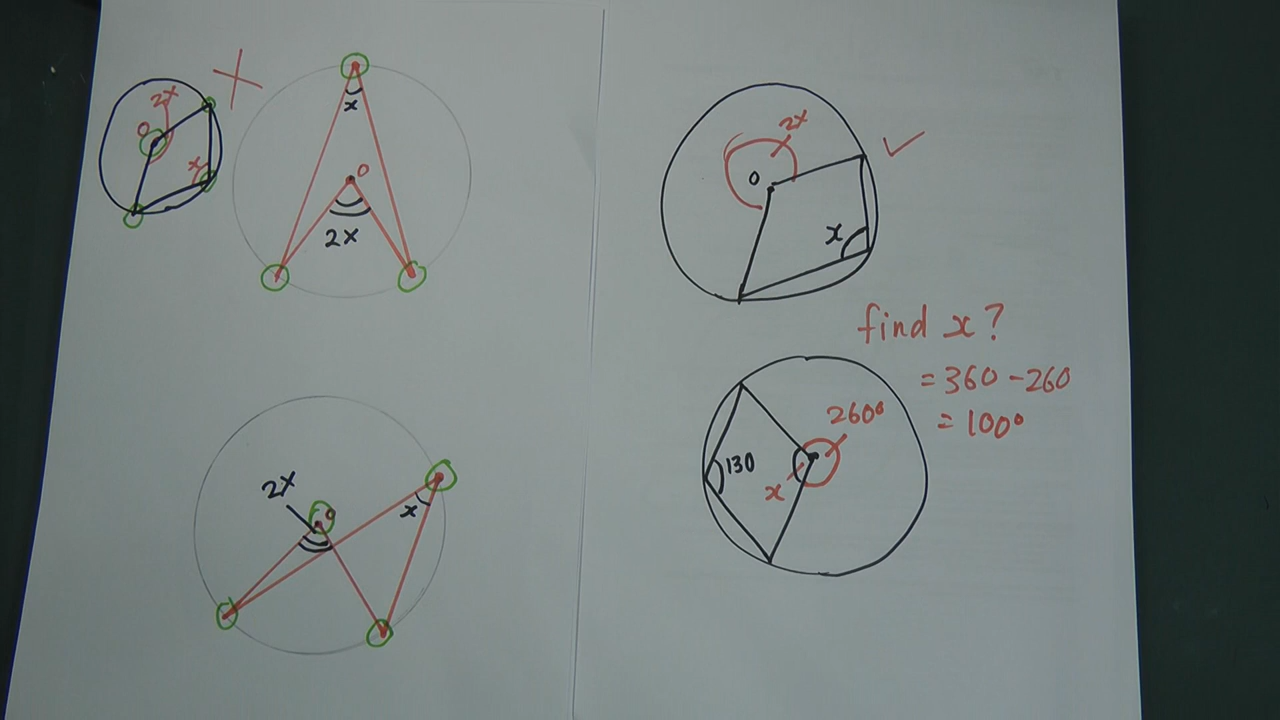 2x
O
x
x
O
2x
2x
O
x
2x
O
x
find x?
= 360 - 260
= 100°
260°
130
x